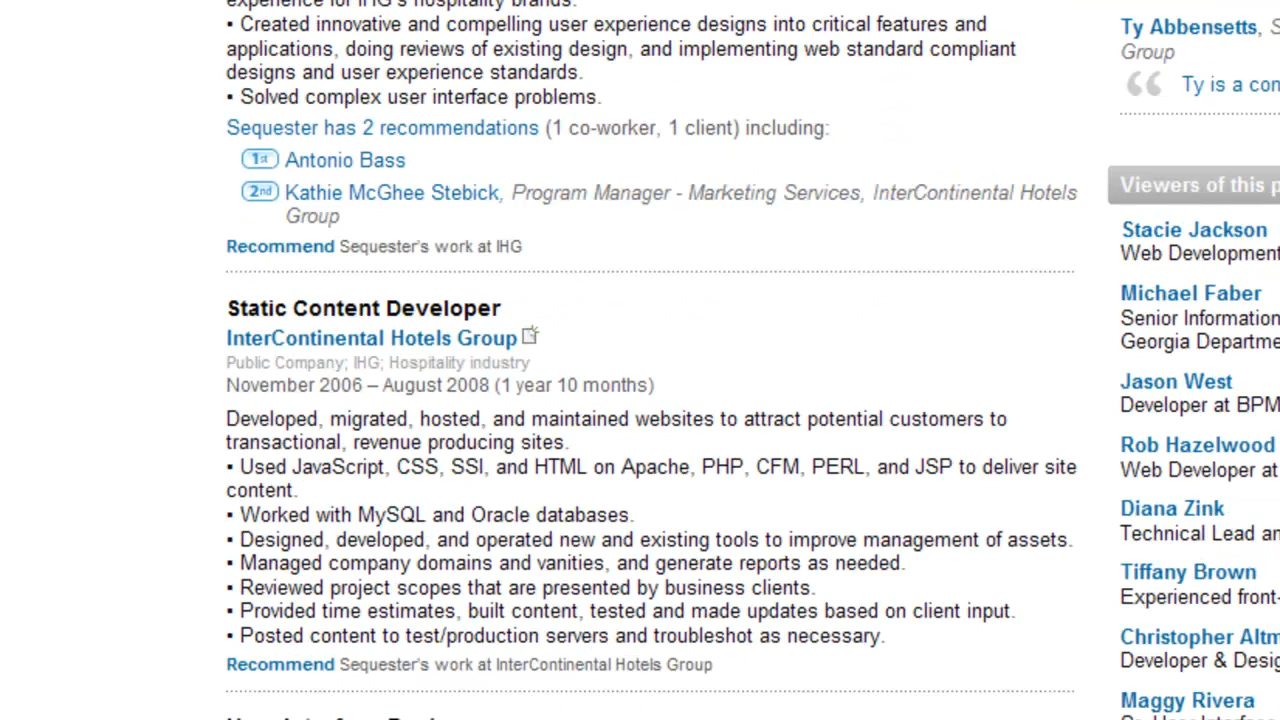 • Created innovative and compelling user experience designs into critical features and
applications, doing reviews of existing design, and implementing web standard compliant
designs and user experience standards.
• Solved complex user interface problems.
Sequester has 2 recommendations (1 co-worker, 1 client) including:
1st Antonio Bass
2nd Kathie McGhee Stebick, Program Manager - Marketing Services, InterContinental Hotels
Group
Recommend Sequester's work at IHG
Static Content Developer
InterContinental Hotels Group
Public Company; IHG; Hospitality industry
November 2006 – August 2008 (1 year 10 months)
Developed, migrated, hosted, and maintained websites to attract potential customers to
transactional, revenue producing sites.
• Used JavaScript, CSS, SSI, and HTML on Apache, PHP, CFM, PERL, and JSP to deliver site
content.
• Worked with MySQL and Oracle databases.
• Designed, developed, and operated new and existing tools to improve management of assets.
• Managed company domains and vanities, and generate reports as needed.
• Reviewed project scopes that are presented by business clients.
• Provided time estimates, built content, tested and made updates based on client input.
• Posted content to test/production servers and troubleshot as necessary.
Recommend Sequester's work at InterContinental Hotels Group
Ty Abbensetts, S
Group
Ty is a con
Viewers of this p
Stacie Jackson
Web Development
Michael Faber
Senior Information
Georgia Departme
Jason West
Developer at BPM
Rob Hazelwood
Web Developer at
Diana Zink
Technical Lead an
Tiffany Brown
Experienced front-
Christopher Altm
Developer & Desig
Maggy Rivera